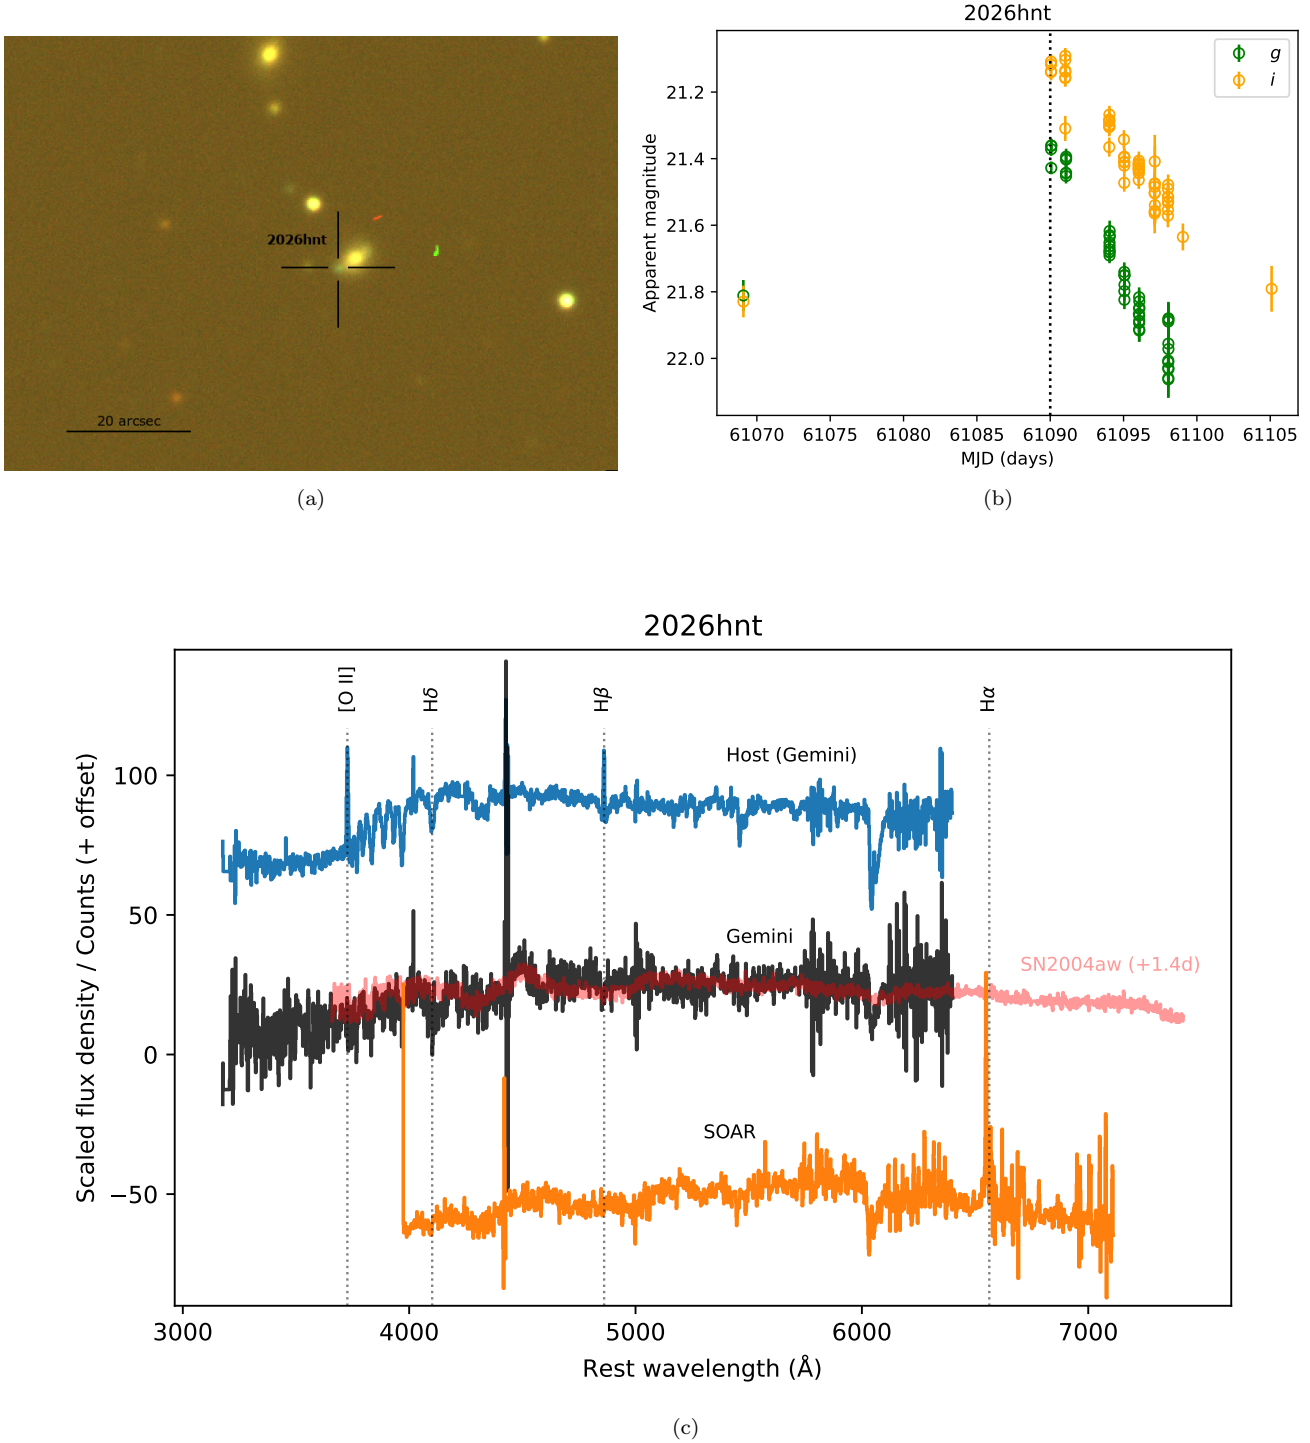 2026hnt
20 arcsec
(a)
2026hnt
g
i
Apparent magnitude
21.2
21.4
21.6
21.8
22.0
61070 61075 61080 61085 61090 61095 61100 61105
MJD (days)
(b)
2026hnt
[O II]
Hδ
Hβ
Hα
Host (Gemini)
Gemini
SN2004aw (+1.4d)
SOAR
Scaled flux density / Counts (+ offset)
100
50
0
−50
3000 4000 5000 6000 7000
Rest wavelength (Å)
(c)